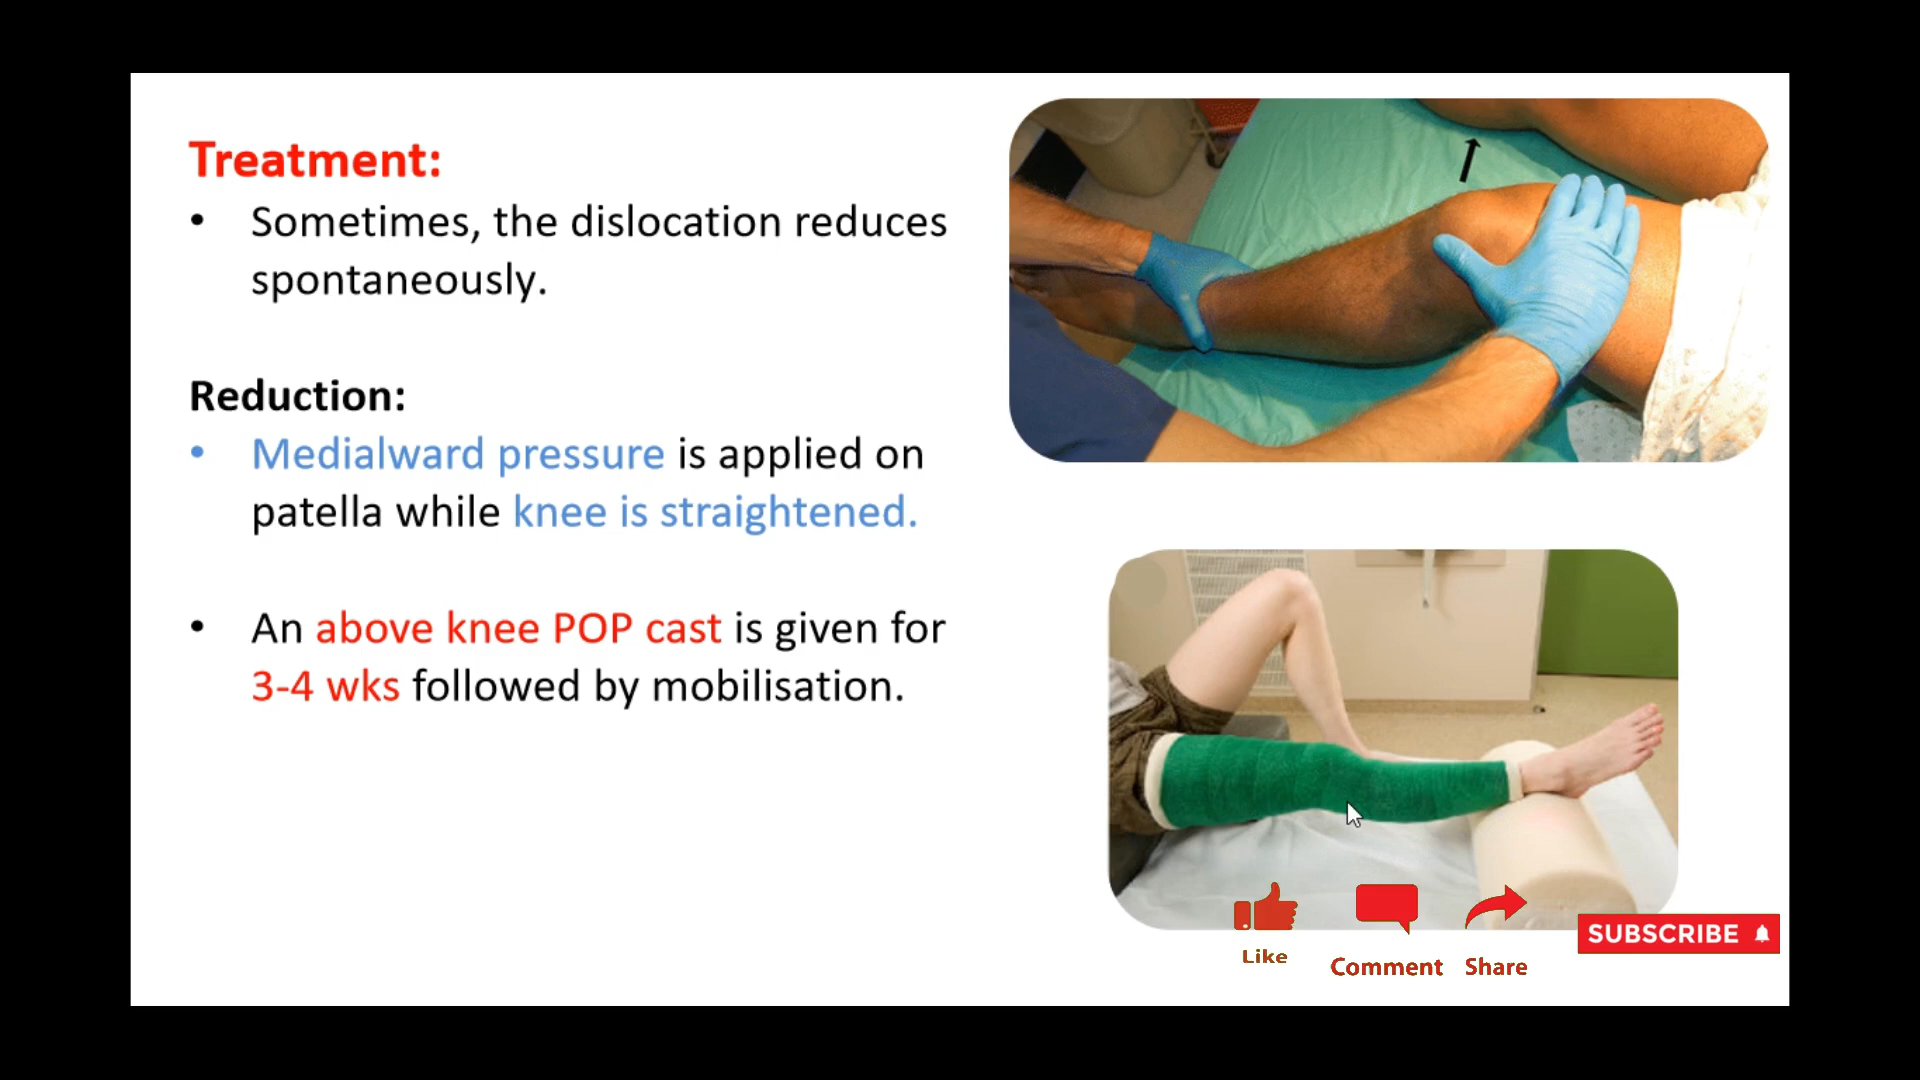 Treatment:
• Sometimes, the dislocation reduces
spontaneously.
Reduction:
• Medialward pressure is applied on
patella while knee is straightened.
• An above knee POP cast is given for
3-4 wks followed by mobilisation.
Like
Comment
Share
SUBSCRIBE